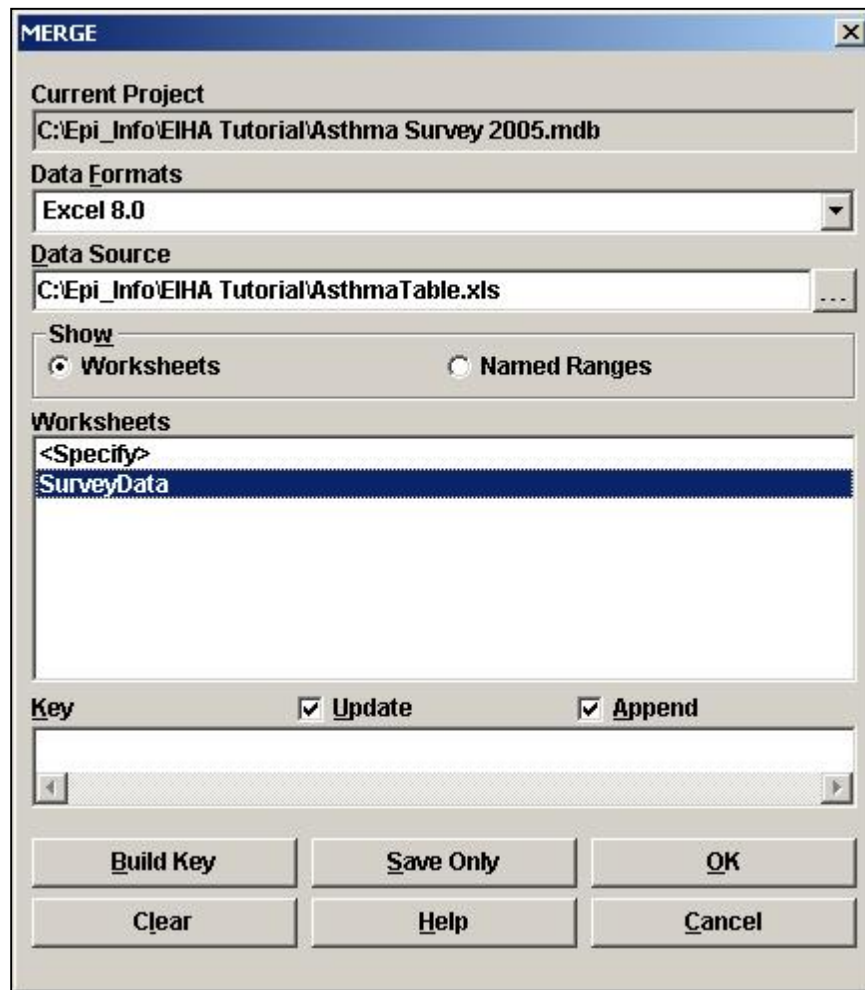 MERGE
Current Project
C:\Epi_Info\EIHA Tutorial\Asthma Survey 2005.mdb
Data Formats
Excel 8.0
Data Source
C:\Epi_Info\EIHA Tutorial\AsthmaTable.xls
...
Show
Worksheets Named Ranges
Worksheets
<Specify>
SurveyData
Key Update Append
Build Key Save Only OK
Clear Help Cancel